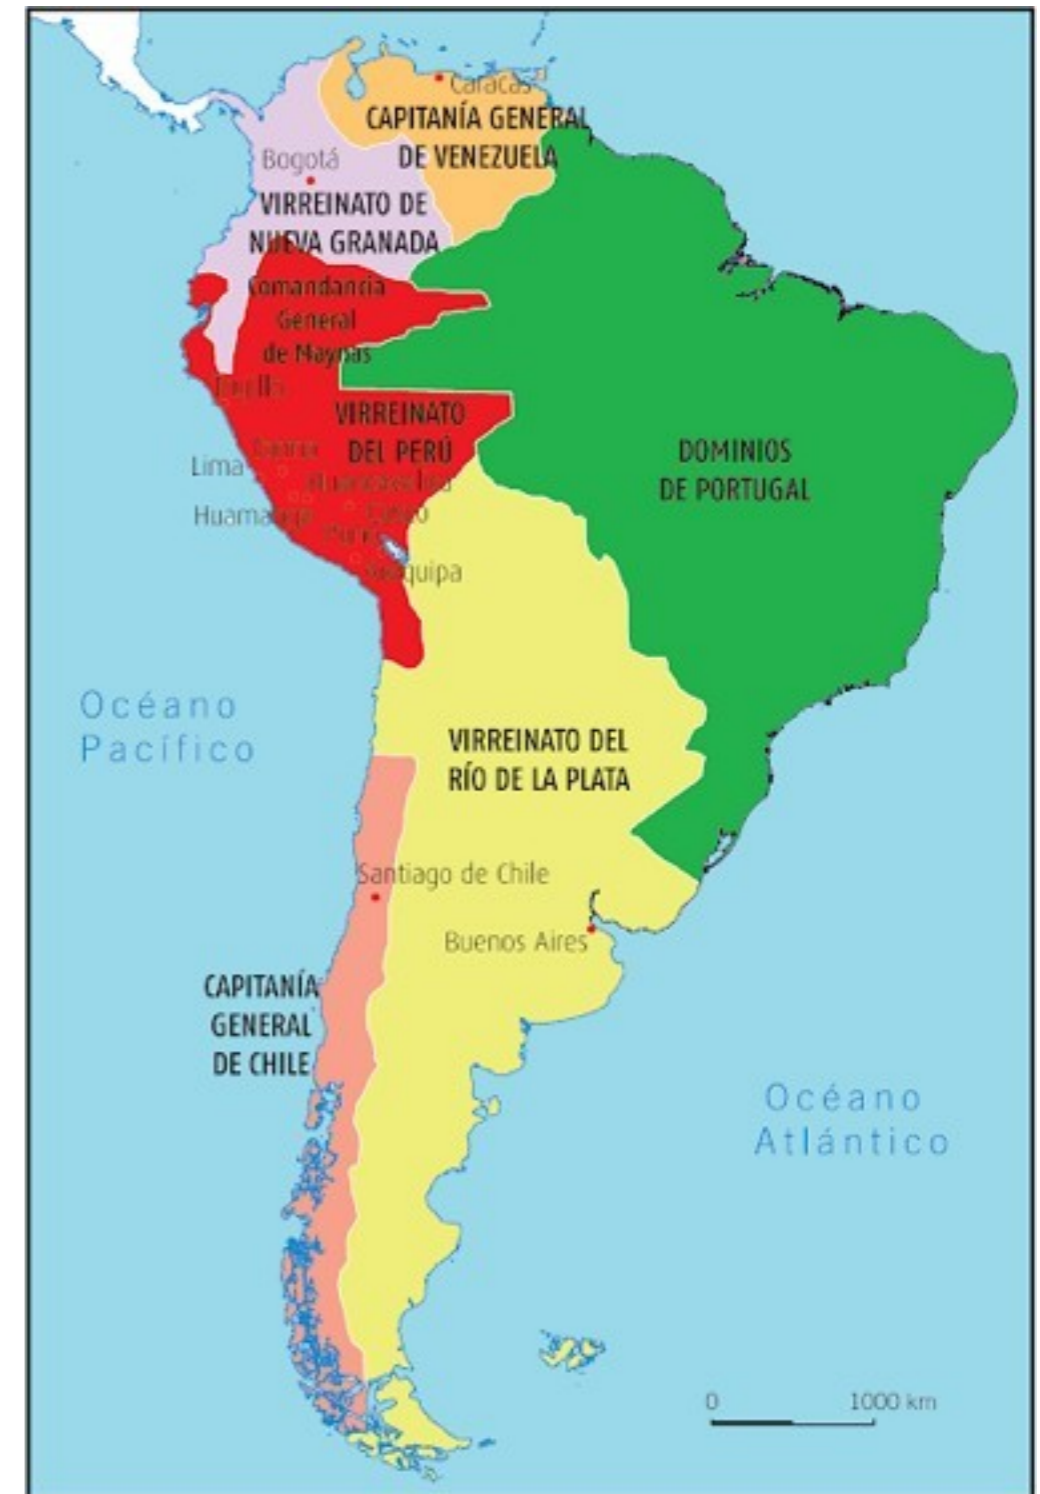 Caracas
CAPITANÍA GENERAL
DE VENEZUELA
Bogotá
VIRREINATO DE
NUEVA GRANADA
Comandancia
General
de Maynas
VIRREINATO
DEL PERÚ
Lima
DOMINIOS
DE PORTUGAL
Océano
Pacífico
VIRREINATO DEL
RÍO DE LA PLATA
Santiago de Chile
Buenos Aires
CAPITANÍA
GENERAL
DE CHILE
Océano
Atlántico
0 1000 km